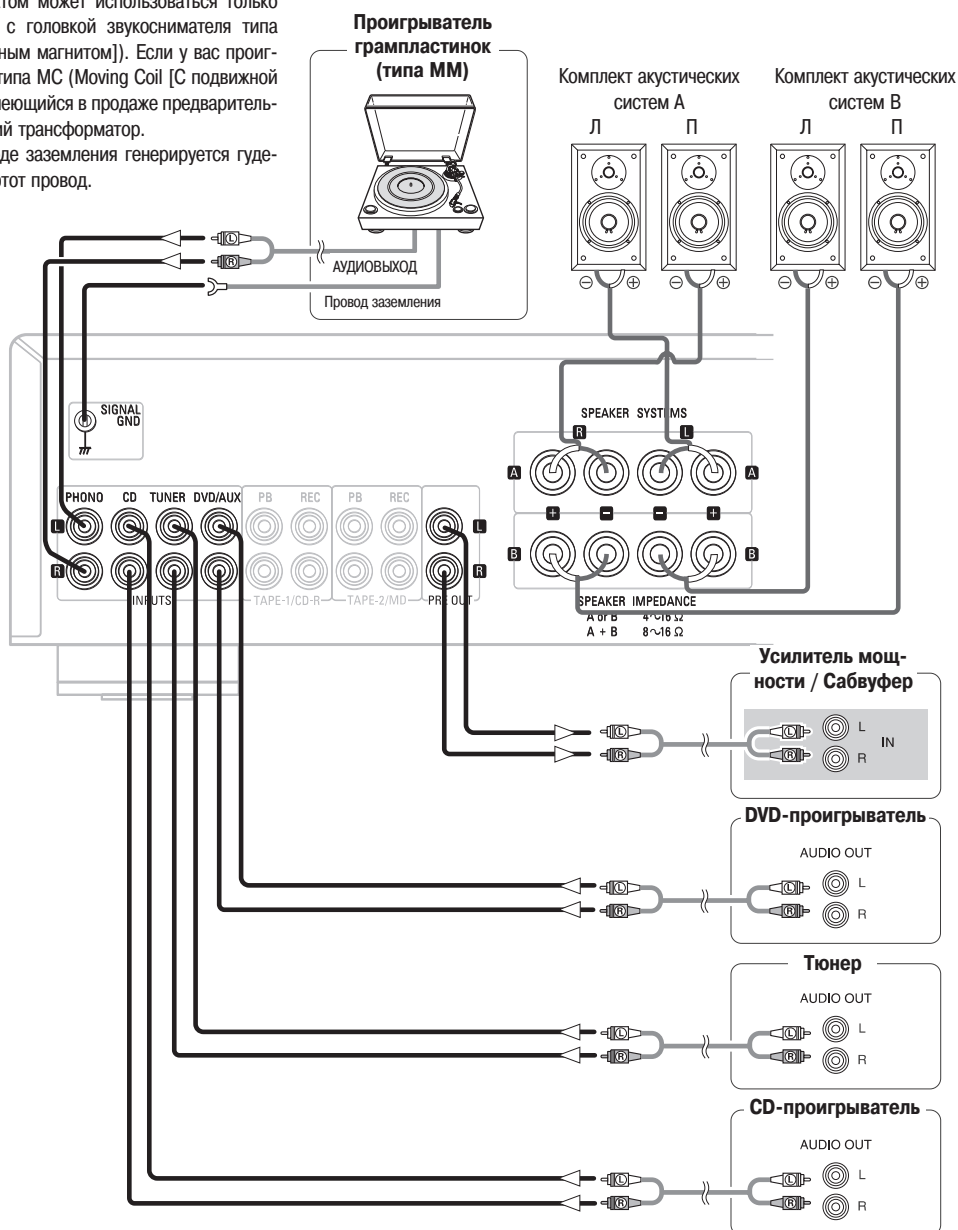 атом может использоваться только
с головкой звукоснимателя типа
ным магнитом]). Если у вас проиг-
типа MC (Moving Coil [С подвижной
еющийся в продаже предваритель-
ий трансформатор.
де заземления генерируется гуде-
этот провод.
Проигрыватель
грампластинок
(типа ММ)
АУДИОВЫХОД
Провод заземления
Комплект акустических
систем А
Л П
Комплект акустических
систем В
Л П
⊖ ⊕ ⊖ ⊕ ⊖ ⊕ ⊖ ⊕
SIGNAL
GND
SPEAKER SYSTEMS
R L
A A
+ − − +
B B
SPEAKER IMPEDANCE
A or B 4~16 Ω
A + B 8~16 Ω
PHONO CD TUNER DVD/AUX PB REC PB REC
L L
R R
INPUTS TAPE-1/CD-R TAPE-2/MD PRE OUT
L
R
Усилитель мощ-
ности / Сабвуфер
L L L
IN
R R R
DVD-проигрыватель
AUDIO OUT
L L L
R R R
Тюнер
AUDIO OUT
L L L
R R R
CD-проигрыватель
AUDIO OUT
L L L
R R R